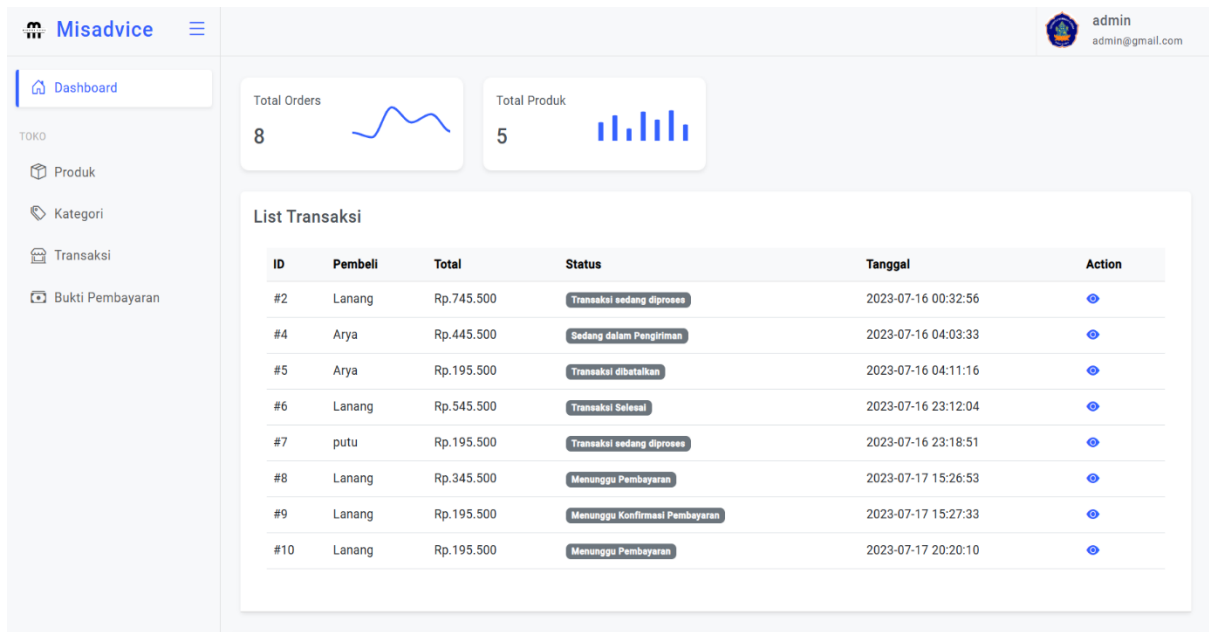 Misadvice
admin
admin@gmail.com
Dashboard
TOKO
Produk
Kategori
Transaksi
Bukti Pembayaran
Total Orders
8
Total Produk
5
List Transaksi
ID Pembeli Total Status Tanggal Action
#2 Lanang Rp.745.500 Transaksi sedang diproses 2023-07-16 00:32:56
#4 Arya Rp.445.500 Sedang dalam Pengiriman 2023-07-16 04:03:33
#5 Arya Rp.195.500 Transaksi dibatalkan 2023-07-16 04:11:16
#6 Lanang Rp.545.500 Transaksi Selesai 2023-07-16 23:12:04
#7 putu Rp.195.500 Transaksi sedang diproses 2023-07-16 23:18:51
#8 Lanang Rp.345.500 Menunggu Pembayaran 2023-07-17 15:26:53
#9 Lanang Rp.195.500 Menunggu Konfirmasi Pembayaran 2023-07-17 15:27:33
#10 Lanang Rp.195.500 Menunggu Pembayaran 2023-07-17 20:20:10